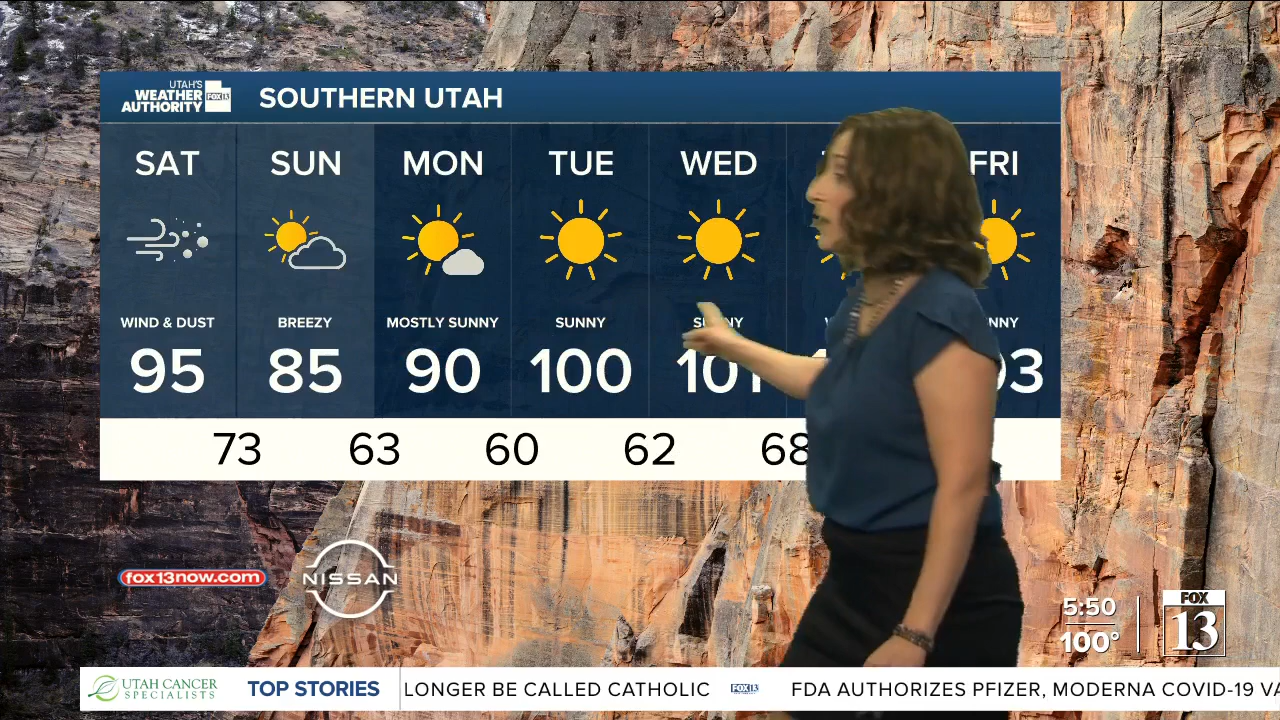 UTAH'S
WEATHER
AUTHORITY
FOX 13
SOUTHERN UTAH
SAT SUN MON TUE WED FRI
WIND & DUST BREEZY MOSTLY SUNNY SUNNY
95 85 90 100 101
73 63 60 62 68
fox13now.com
NISSAN
5:50
100°
FOX
13
UTAH CANCER
SPECIALISTS
TOP STORIES
LONGER BE CALLED CATHOLIC FOX 13 FDA AUTHORIZES PFIZER, MODERNA COVID-19